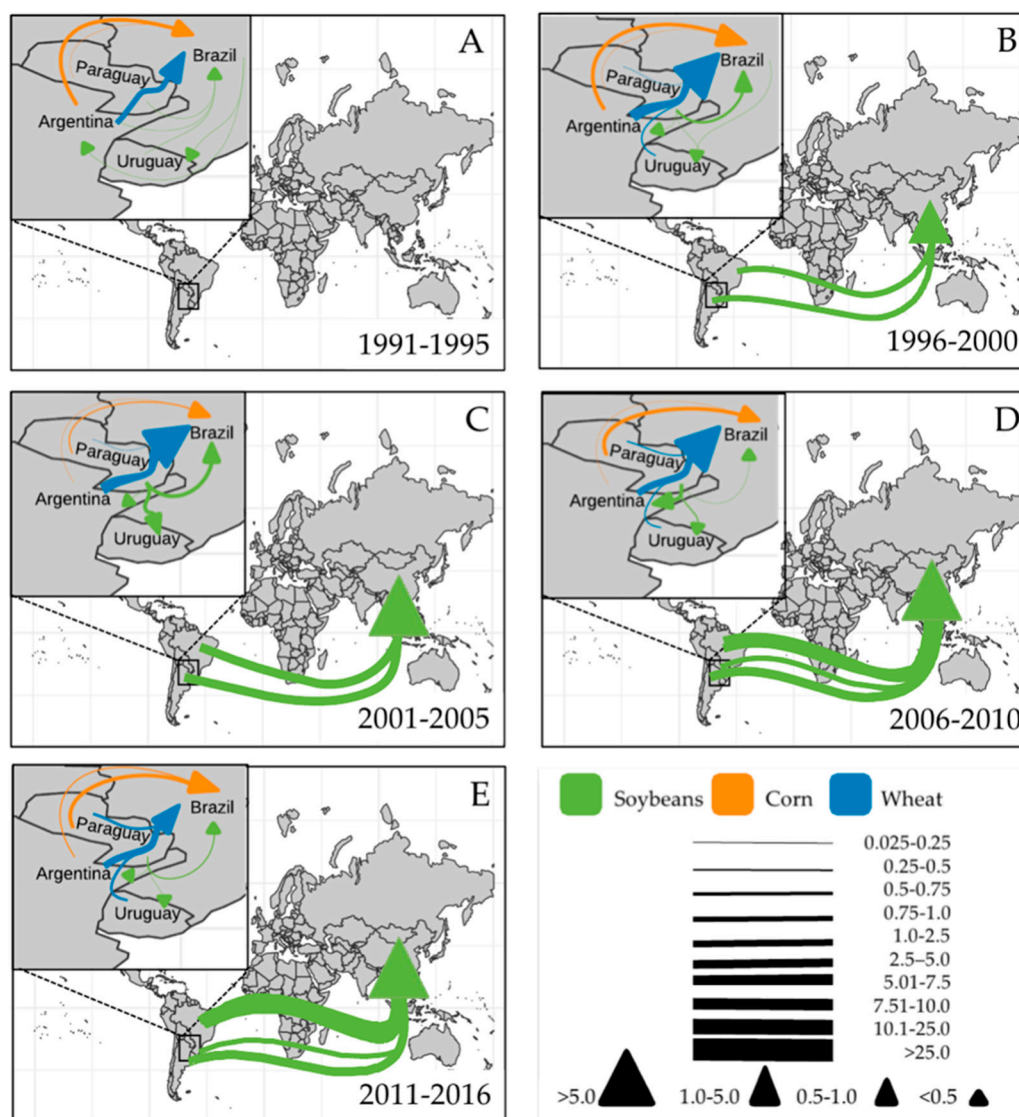 A
Brazil
Paraguay
Argentina
Uruguay
1991-1995
B
Brazil
Paraguay
Argentina
Uruguay
1996-2000
C
Brazil
Paraguay
Argentina
Uruguay
2001-2005
D
Brazil
Paraguay
Argentina
Uruguay
2006-2010
E
Brazil
Paraguay
Argentina
Uruguay
2011-2016
Soybeans Corn Wheat
0.025-0.25
0.25-0.5
0.5-0.75
0.75-1.0
1.0-2.5
2.5–5.0
5.01-7.5
7.51-10.0
10.1-25.0
>25.0
>5.0 1.0-5.0 0.5-1.0 <0.5